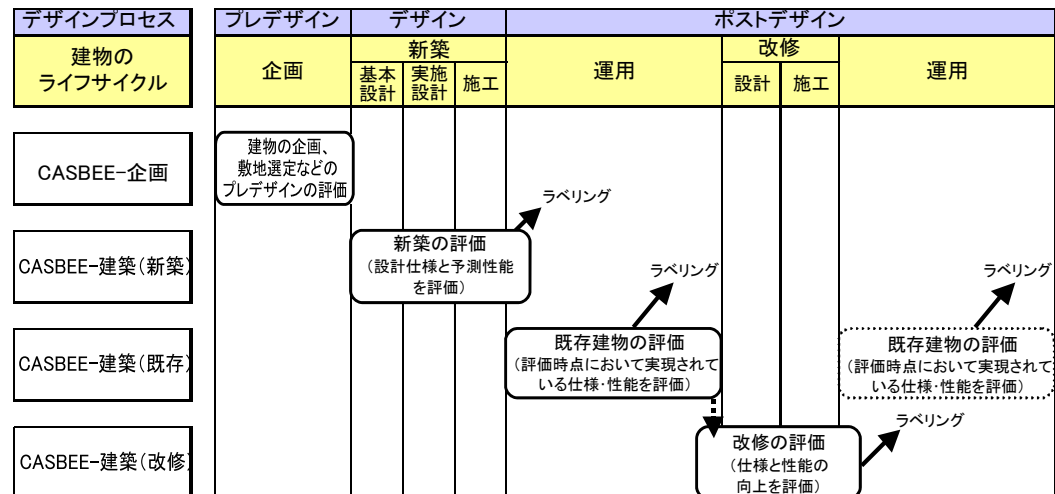 デザインプロセス
プレデザイン
デザイン
ポストデザイン
建物の
ライフサイクル
企画
新築
基本
設計
実施
設計
施工
運用
改修
設計
施工
運用
CASBEE-企画
建物の企画、
敷地選定などの
プレデザインの評価
ラベリング
CASBEE-建築(新築)
新築の評価
(設計仕様と予測性能
を評価)
ラベリング
ラベリング
CASBEE-建築(既存)
既存建物の評価
(評価時点において実現されて
いる仕様・性能を評価)
既存建物の評価
(評価時点において実現されて
いる仕様・性能を評価)
ラベリング
CASBEE-建築(改修)
改修の評価
(仕様と性能の
向上を評価)